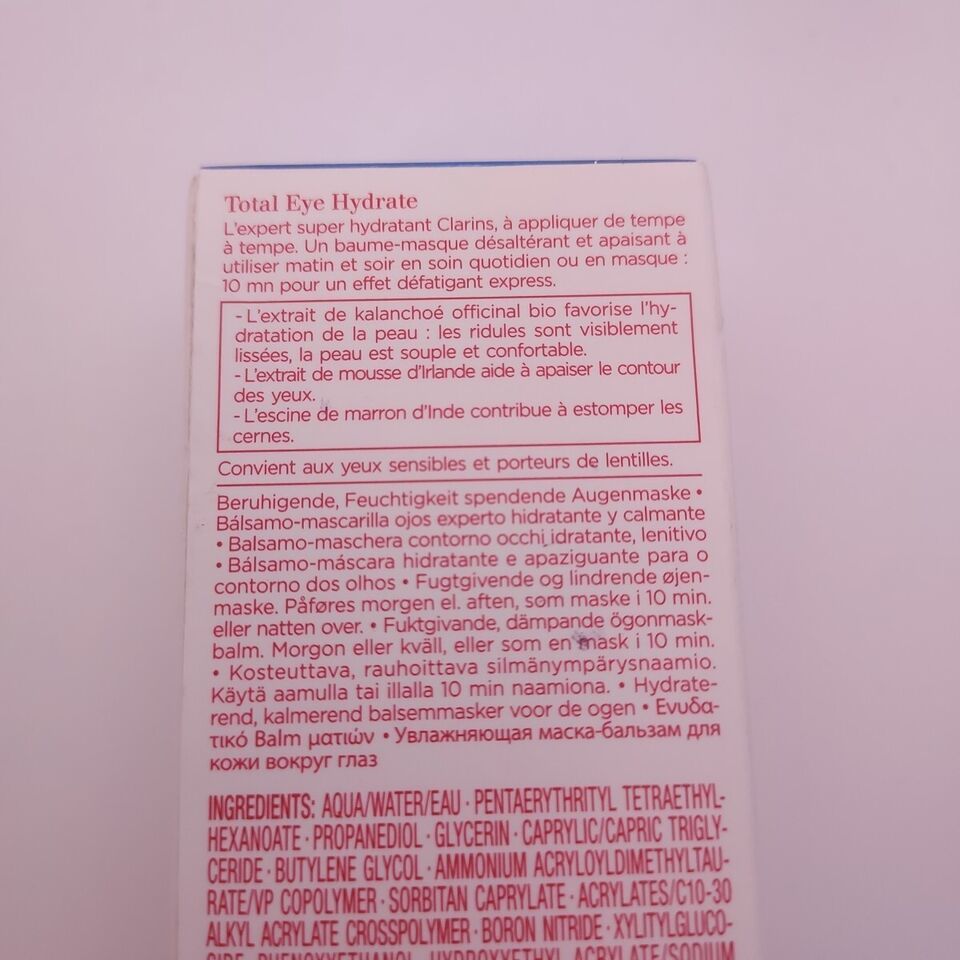 Total Eye Hydrate
L'expert super hydratant Clarins, à appliquer de tempe
à tempe. Un baume-masque désaltérant et apaisant à
utiliser matin et soir en soin quotidien ou en masque :
10 mn pour un effet défatigant express.
- L'extrait de kalanchoé officinal bio favorise l'hy-
dratation de la peau : les ridules sont visiblement
lissées, la peau est souple et confortable.
- L'extrait de mousse d'Irlande aide à apaiser le contour
des yeux.
- L'escine de marron d'Inde contribue à estomper les
cernes.
Convient aux yeux sensibles et porteurs de lentilles.
Beruhigende, Feuchtigkeit spendende Augenmaske •
Bálsamo-mascarilla ojos experto hidratante y calmante
• Balsamo-maschera contorno occhi idratante, lenitivo
• Bálsamo-máscara hidratante e apaziguante para o
contorno dos olhos • Fugtgivende og lindrende øjen-
maske. Påføres morgen el. aften, som maske i 10 min.
eller natten over. • Fuktgivande, dämpande ögonmask-
balm. Morgon eller kväll, eller som en mask i 10 min.
• Kosteuttava, rauhoittava silmänympärysnaamio.
Käytä aamulla tai illalla 10 min naamiona. • Hydrate-
rend, kalmerend balsemmasker voor de ogen • Ενυδα-
τικό Balm ματιών • Увлажняющая маска-бальзам для
кожи вокруг глаз
INGREDIENTS: AQUA/WATER/EAU · PENTAERYTHRITYL TETRAETHYL-
HEXANOATE · PROPANEDIOL · GLYCERIN · CAPRYLIC/CAPRIC TRIGLY-
CERIDE · BUTYLENE GLYCOL · AMMONIUM ACRYLOYLDIMETHYLTAU-
RATE/VP COPOLYMER · SORBITAN CAPRYLATE · ACRYLATES/C10-30
ALKYL ACRYLATE CROSSPOLYMER · BORON NITRIDE · XYLITYLGLUCO-
SIDE · PHENOXYETHANOL · HYDROXYETHYL ACRYLATE/SODIUM